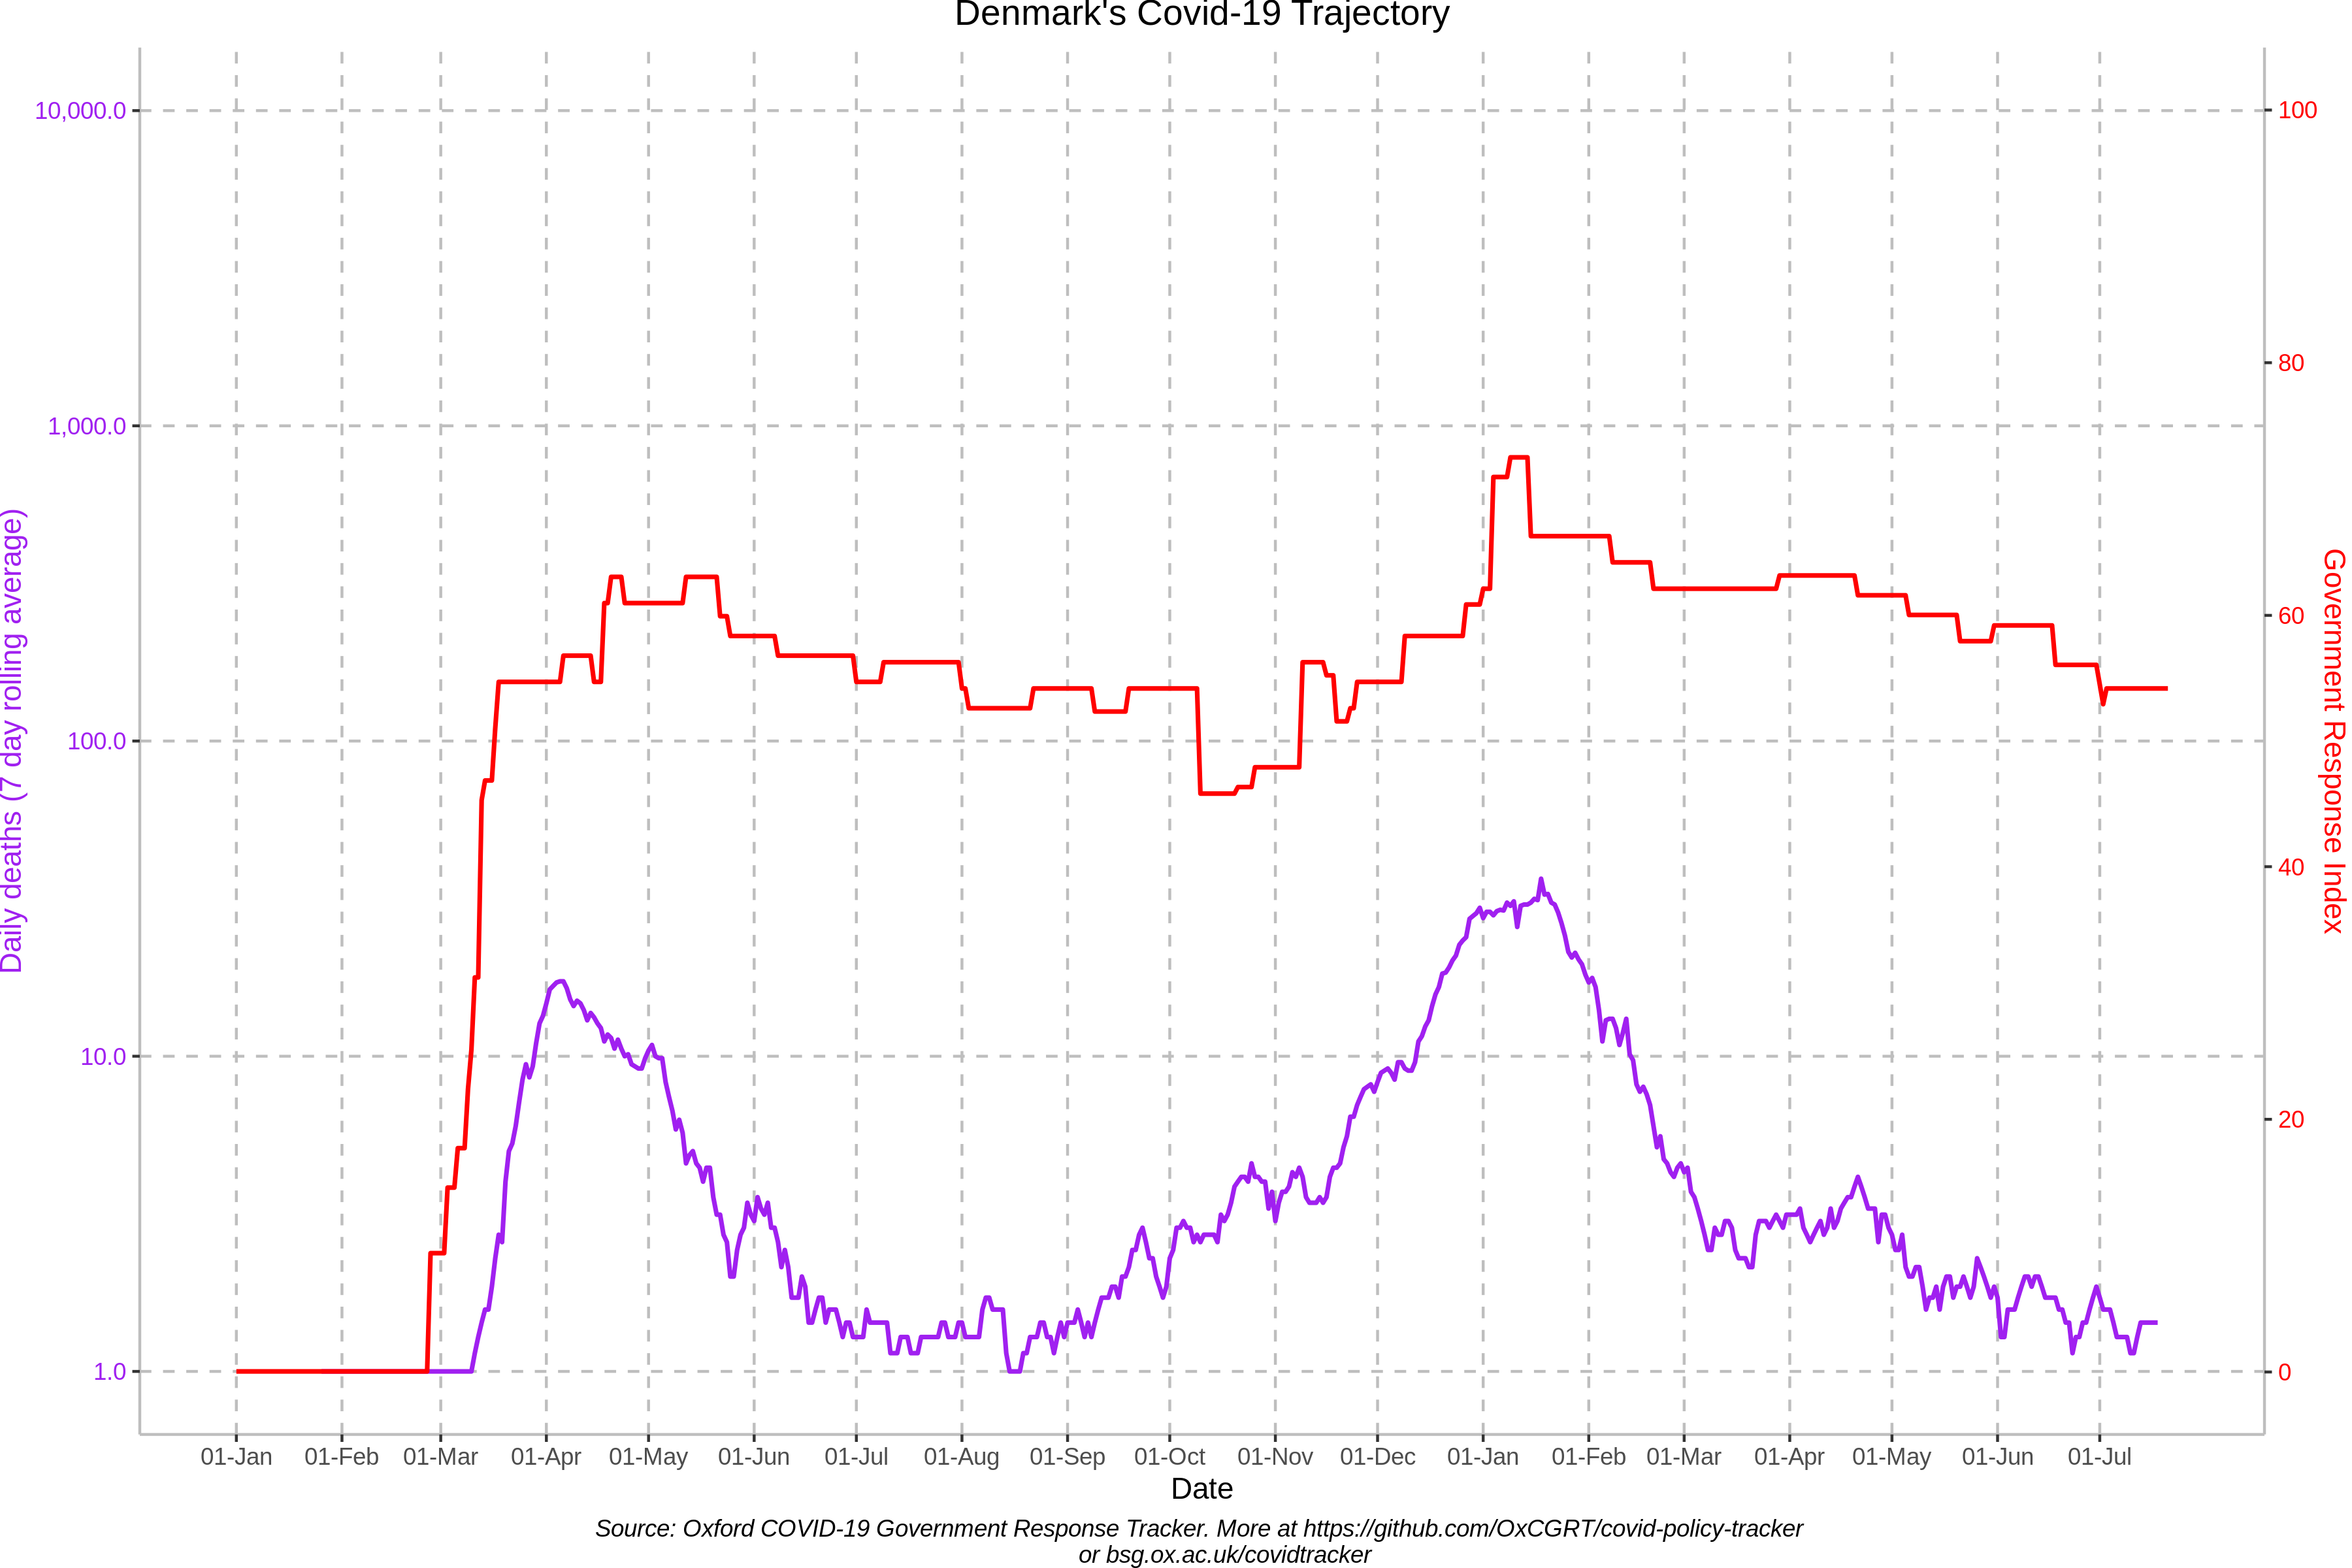 Denmark's Covid-19 Trajectory
10,000.0
1,000.0
100.0
10.0
1.0
Daily deaths (7 day rolling average)
100
80
60
40
20
0
Government Response Index
01-Jan 01-Feb 01-Mar 01-Apr 01-May 01-Jun 01-Jul 01-Aug 01-Sep 01-Oct 01-Nov 01-Dec 01-Jan 01-Feb 01-Mar 01-Apr 01-May 01-Jun 01-Jul
Date
Source: Oxford COVID-19 Government Response Tracker. More at https://github.com/OxCGRT/covid-policy-tracker
or bsg.ox.ac.uk/covidtracker